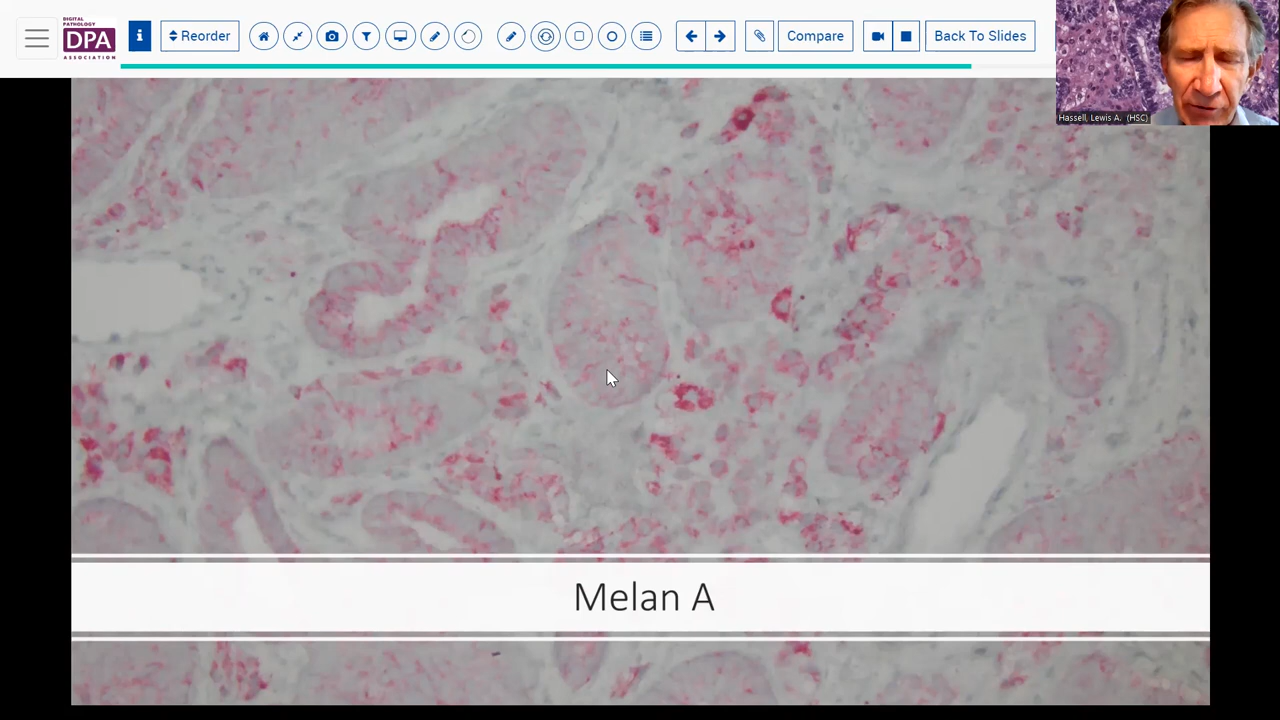 DIGITAL
PATHOLOGY
DPA
ASSOCIATION
i
Reorder
Compare
Back To Slides
Hassell, Lewis A. (HSC)
Melan A